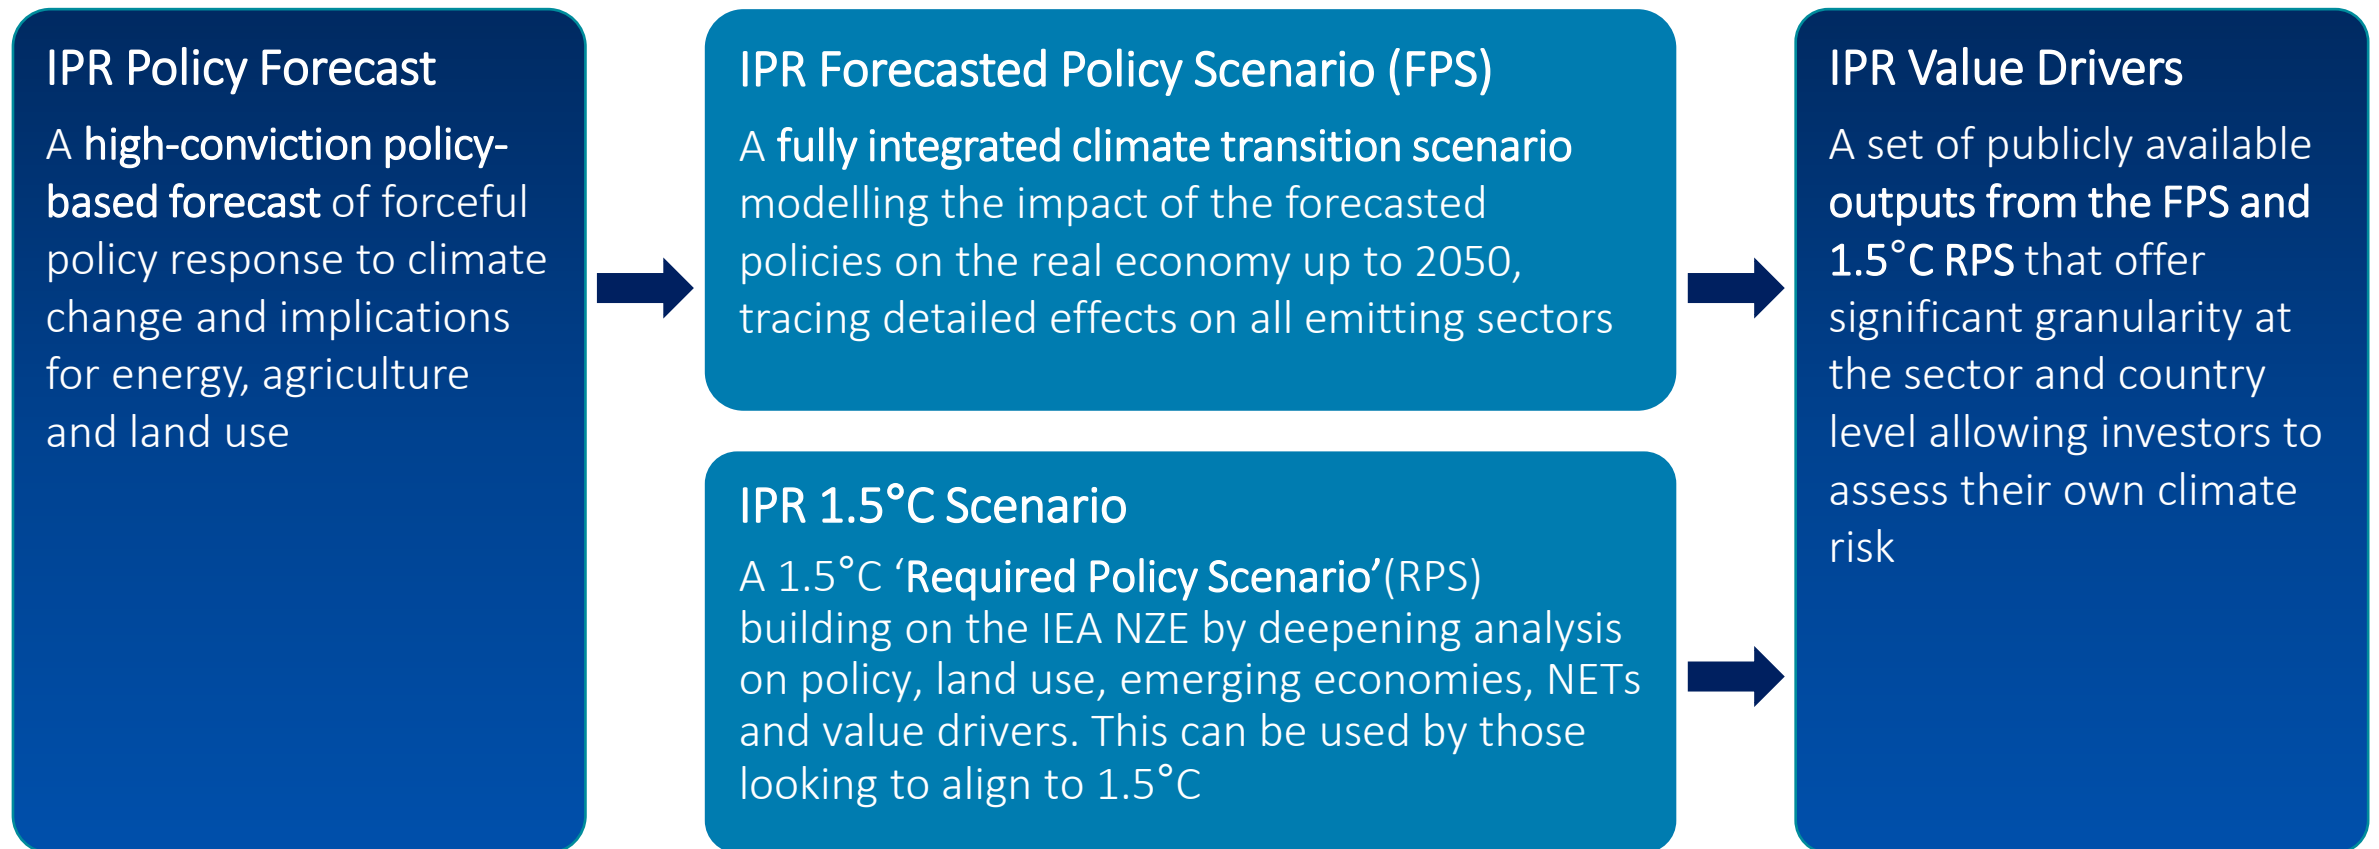 IPR Policy Forecast
A high-conviction policy-
based forecast of forceful
policy response to climate
change and implications
for energy, agriculture
and land use
IPR Forecasted Policy Scenario (FPS)
A fully integrated climate transition scenario
modelling the impact of the forecasted
policies on the real economy up to 2050,
tracing detailed effects on all emitting sectors
IPR 1.5°C Scenario
A 1.5°C ‘Required Policy Scenario’(RPS)
building on the IEA NZE by deepening analysis
on policy, land use, emerging economies, NETs
and value drivers. This can be used by those
looking to align to 1.5°C
IPR Value Drivers
A set of publicly available
outputs from the FPS and
1.5°C RPS that offer
significant granularity at
the sector and country
level allowing investors to
assess their own climate
risk